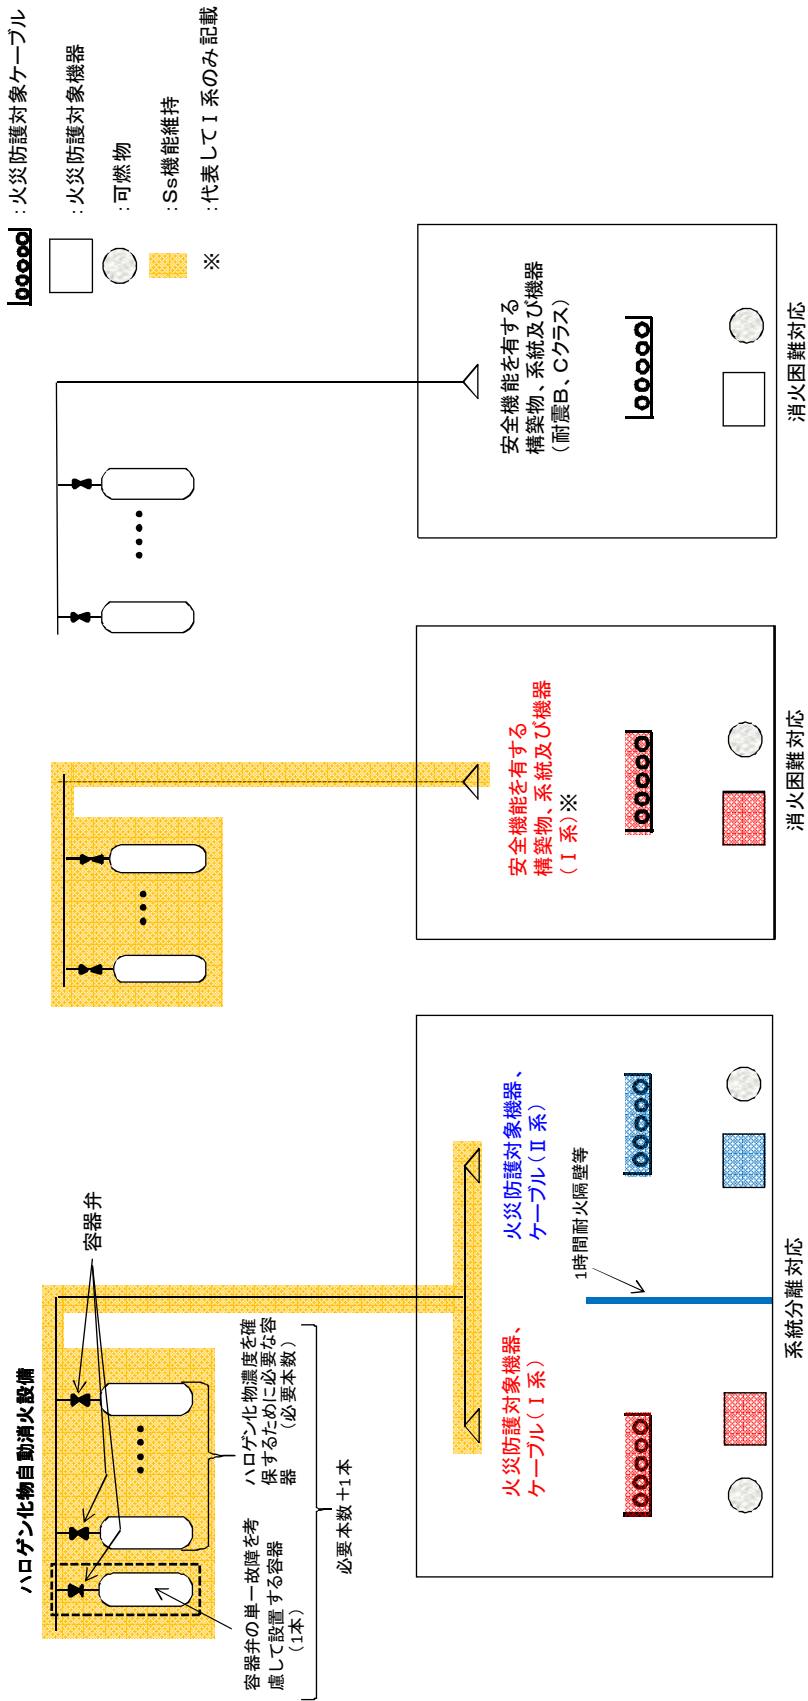 ハロゲン化物自動消火設備
容器弁
ハロゲン化物濃度を確
保するために必要な容
器　（必要本数）
容器弁の単一故障を考
慮して設置する容器
（1本）
必要本数＋1本
火災防護対象機器、
ケーブル（Ⅰ系）
火災防護対象機器、
ケーブル（Ⅱ系）
1時間耐火隔壁等
系統分離対応
安全機能を有する
構築物、系統及び機器
（Ⅰ系）※
消火困難対応
安全機能を有する
構築物、系統及び機器
（耐震B、Cクラス）
消火困難対応
：火災防護対象ケーブル
：火災防護対象機器
：可燃物
：Ss機能維持
※　：代表してⅠ系のみ記載